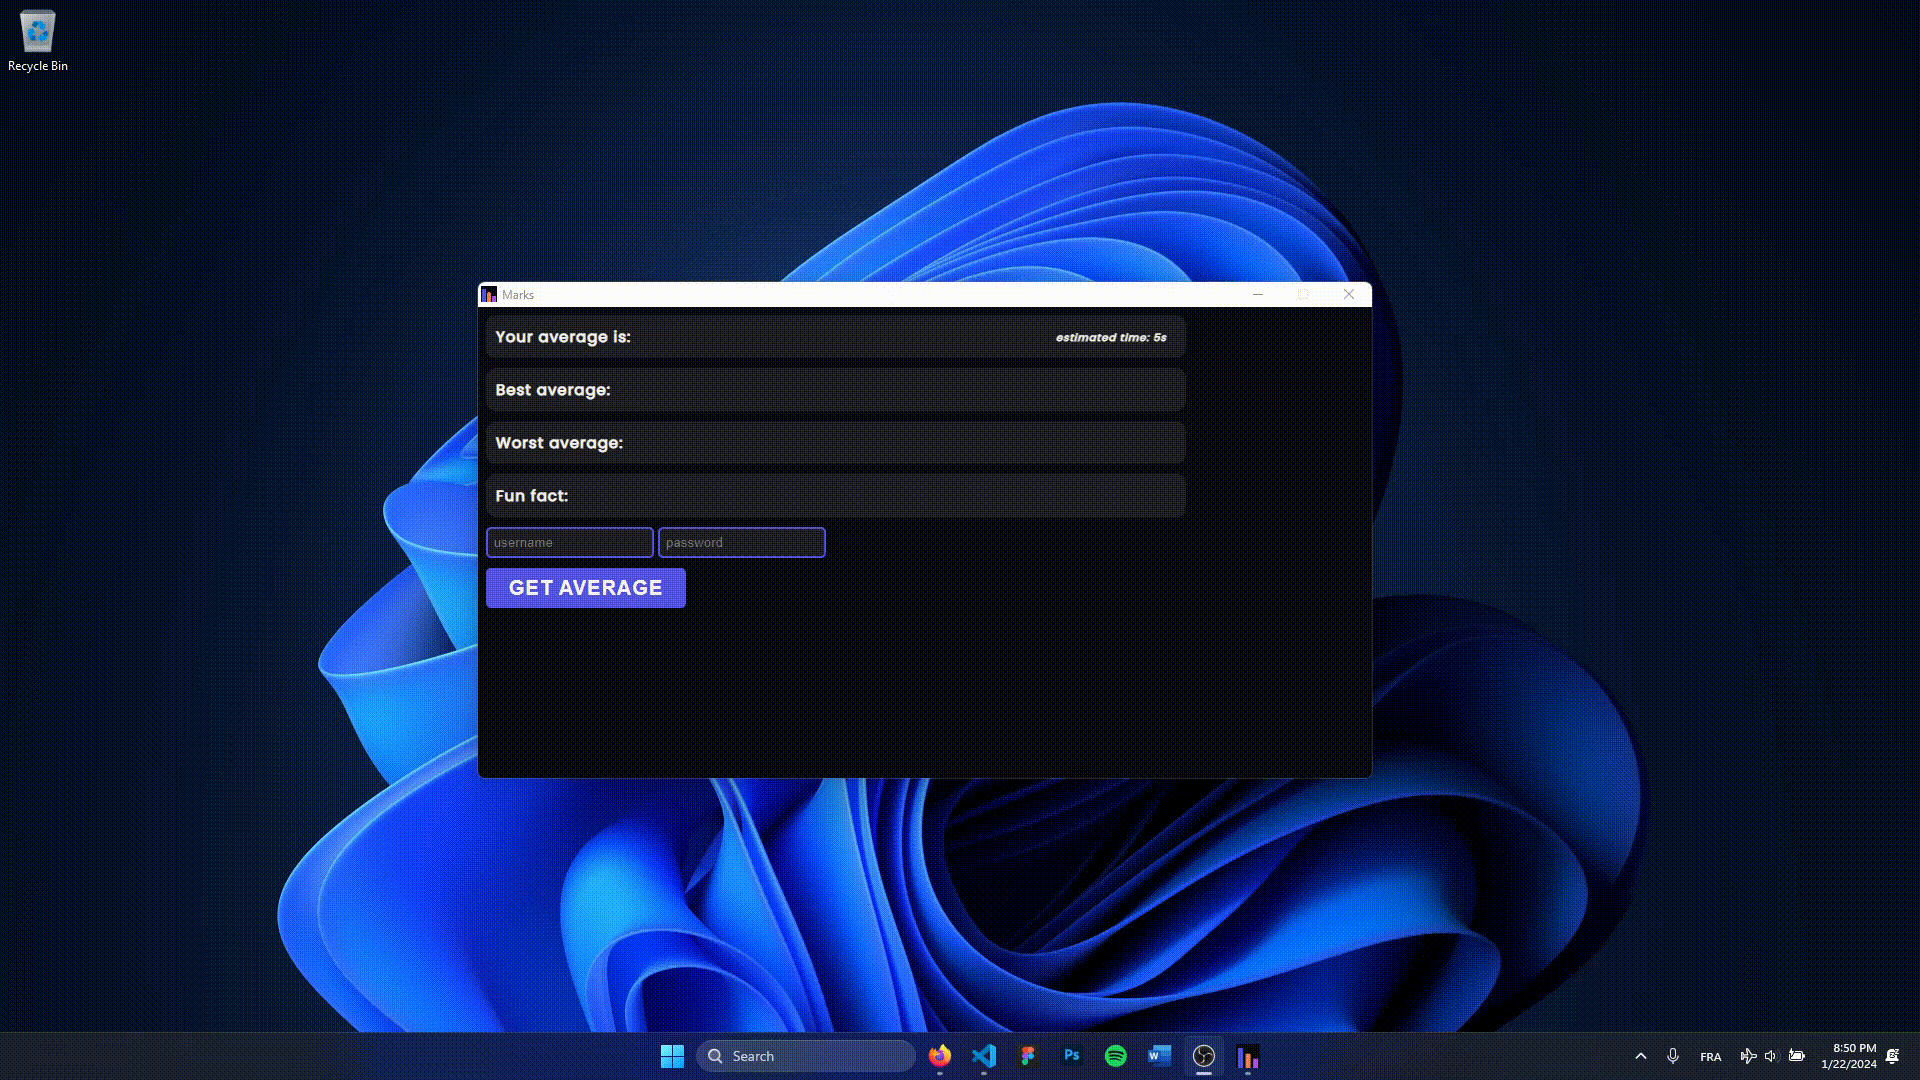 Recycle Bin
Marks
Your average is:
estimated time: 5s
Best average:
Worst average:
Fun fact:
username password
GET AVERAGE
Search
Ps
W
FRA
8:50 PM
1/22/2024